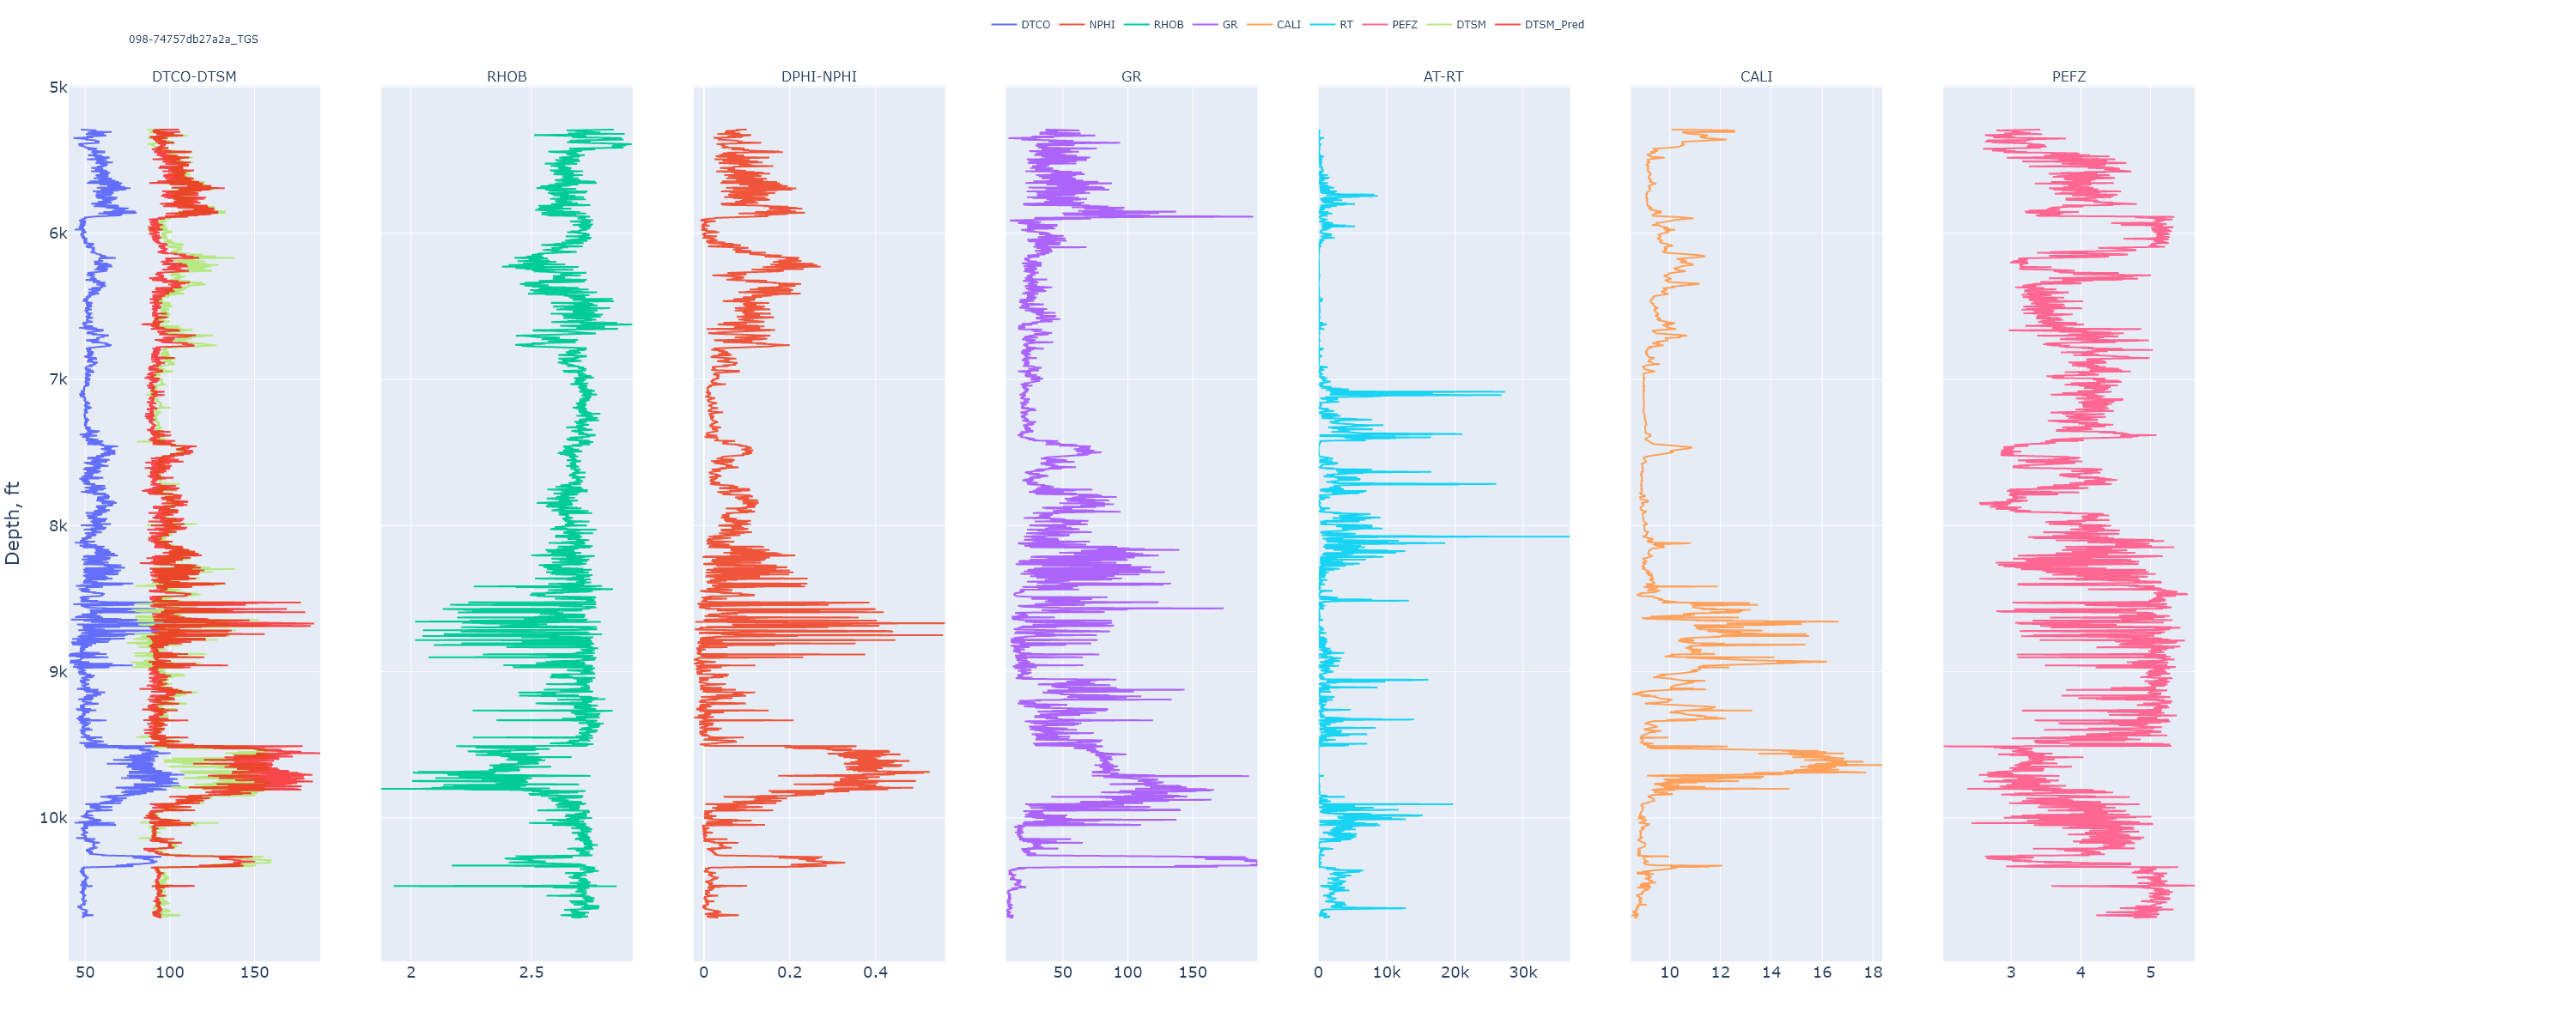 DTCO NPHI RHOB GR CALI RT PEFZ DTSM DTSM_Pred
098-74757db27a2a_TGS
DTCO-DTSM RHOB DPHI-NPHI GR AT-RT CALI PEFZ
5k
6k
7k
8k
9k
10k
Depth, ft
50 100 150 2 2.5 0 0.2 0.4 50 100 150 0 10k 20k 30k 10 12 14 16 18 3 4 5